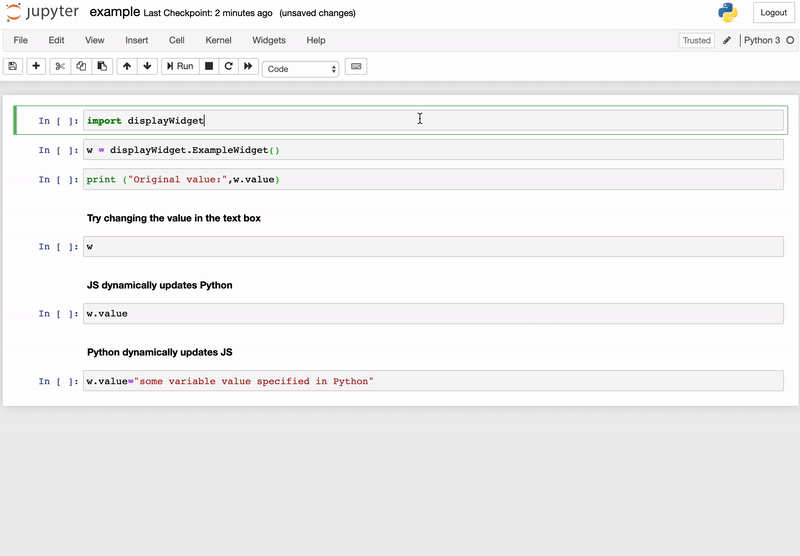 jupyter example Last Checkpoint: 2 minutes ago (unsaved changes) Logout
File Edit View Insert Cell Kernel Widgets Help Trusted Python 3
Run Code
In [ ]: import displayWidget
In [ ]: w = displayWidget.ExampleWidget()
In [ ]: print ("Original value:",w.value)
Try changing the value in the text box
In [ ]: w
JS dynamically updates Python
In [ ]: w.value
Python dynamically updates JS
In [ ]: w.value="some variable value specified in Python"